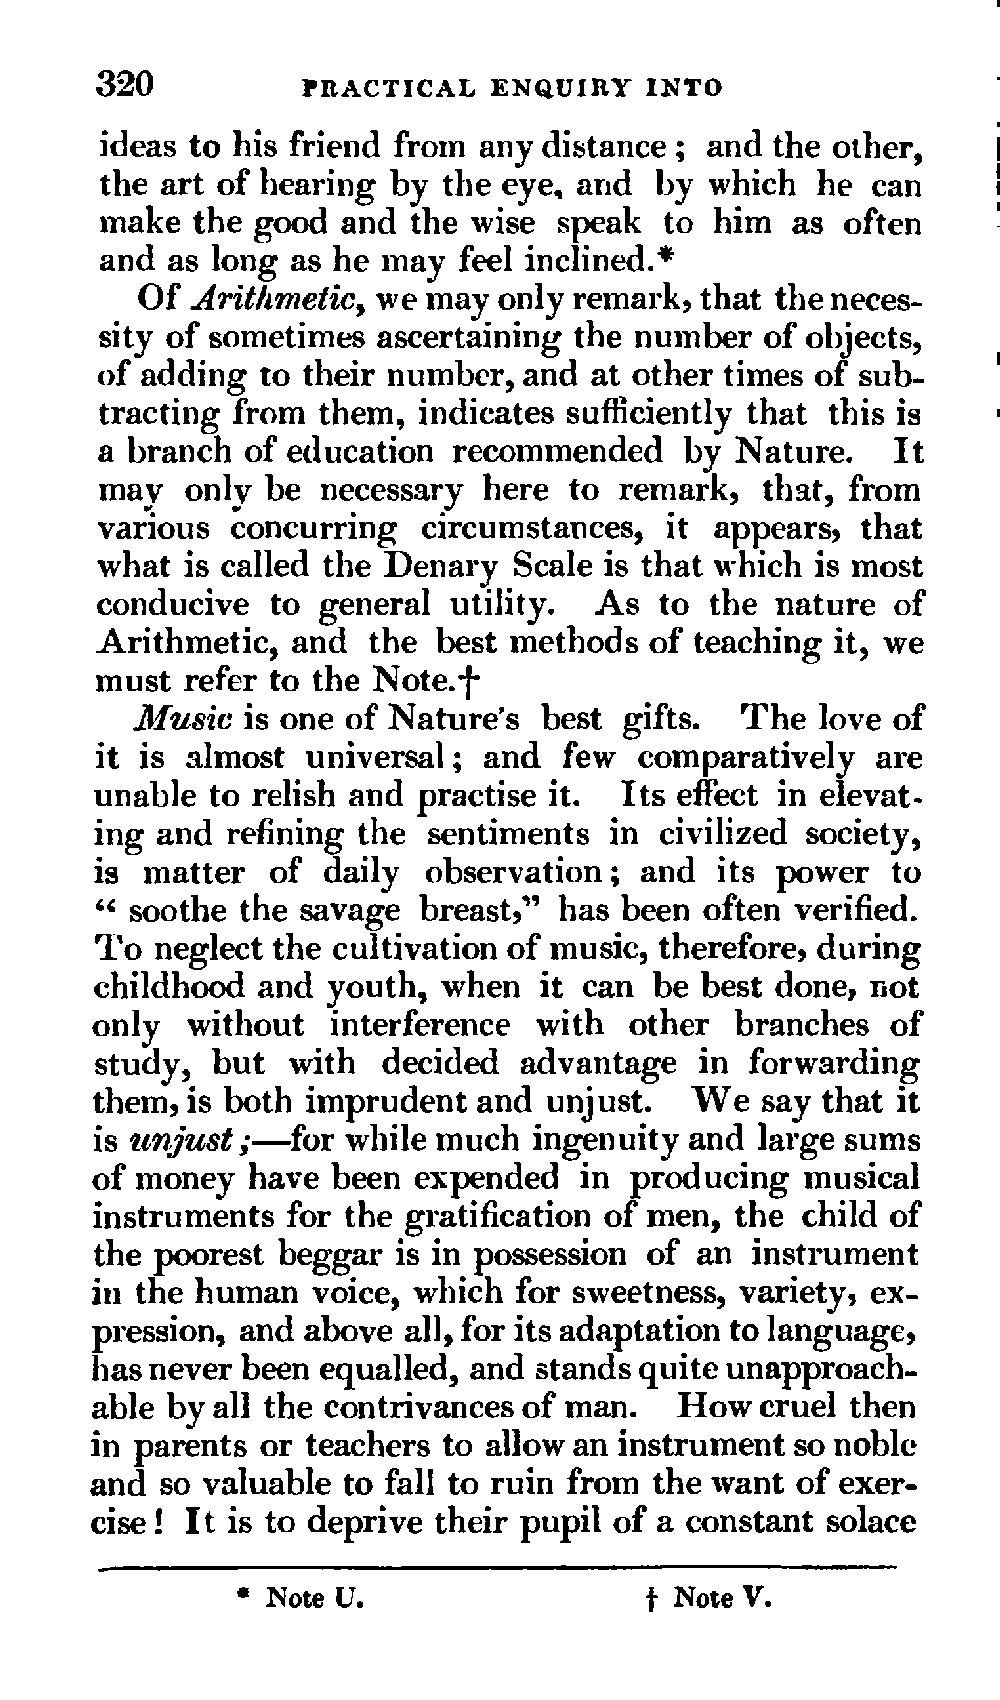 320 PRACTICAL ENQUIRY INTO
ideas to his friend from any distance; and the other,
the art of hearing by the eye, and by which he can
make the good and the wise speak to him as often
and as long as he may feel inclined.*
Of Arithmetic, we may only remark, that the neces-
sity of sometimes ascertaining the number of objects,
of adding to their number, and at other times of sub-
tracting from them, indicates sufficiently that this is
a branch of education recommended by Nature. It
may only be necessary here to remark, that, from
various concurring circumstances, it appears, that
what is called the Denary Scale is that which is most
conducive to general utility. As to the nature of
Arithmetic, and the best methods of teaching it, we
must refer to the Note.†
Music is one of Nature's best gifts. The love of
it is almost universal; and few comparatively are
unable to relish and practise it. Its effect in elevat-
ing and refining the sentiments in civilized society,
is matter of daily observation; and its power to
“ soothe the savage breast,” has been often verified.
To neglect the cultivation of music, therefore, during
childhood and youth, when it can be best done, not
only without interference with other branches of
study, but with decided advantage in forwarding
them, is both imprudent and unjust. We say that it
is unjust;—for while much ingenuity and large sums
of money have been expended in producing musical
instruments for the gratification of men, the child of
the poorest beggar is in possession of an instrument
in the human voice, which for sweetness, variety, ex-
pression, and above all, for its adaptation to language,
has never been equalled, and stands quite unapproach-
able by all the contrivances of man. How cruel then
in parents or teachers to allow an instrument so noble
and so valuable to fall to ruin from the want of exer-
cise! It is to deprive their pupil of a constant solace
* Note U. † Note V.